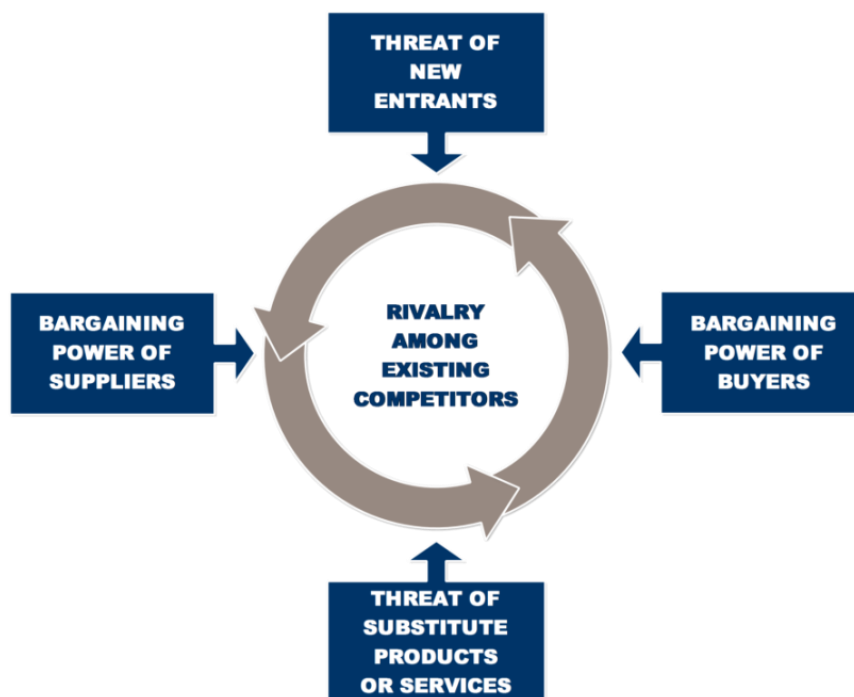 THREAT OF
NEW
ENTRANTS
BARGAINING
POWER OF
SUPPLIERS
RIVALRY
AMONG
EXISTING
COMPETITORS
BARGAINING
POWER OF
BUYERS
THREAT OF
SUBSTITUTE
PRODUCTS
OR SERVICES